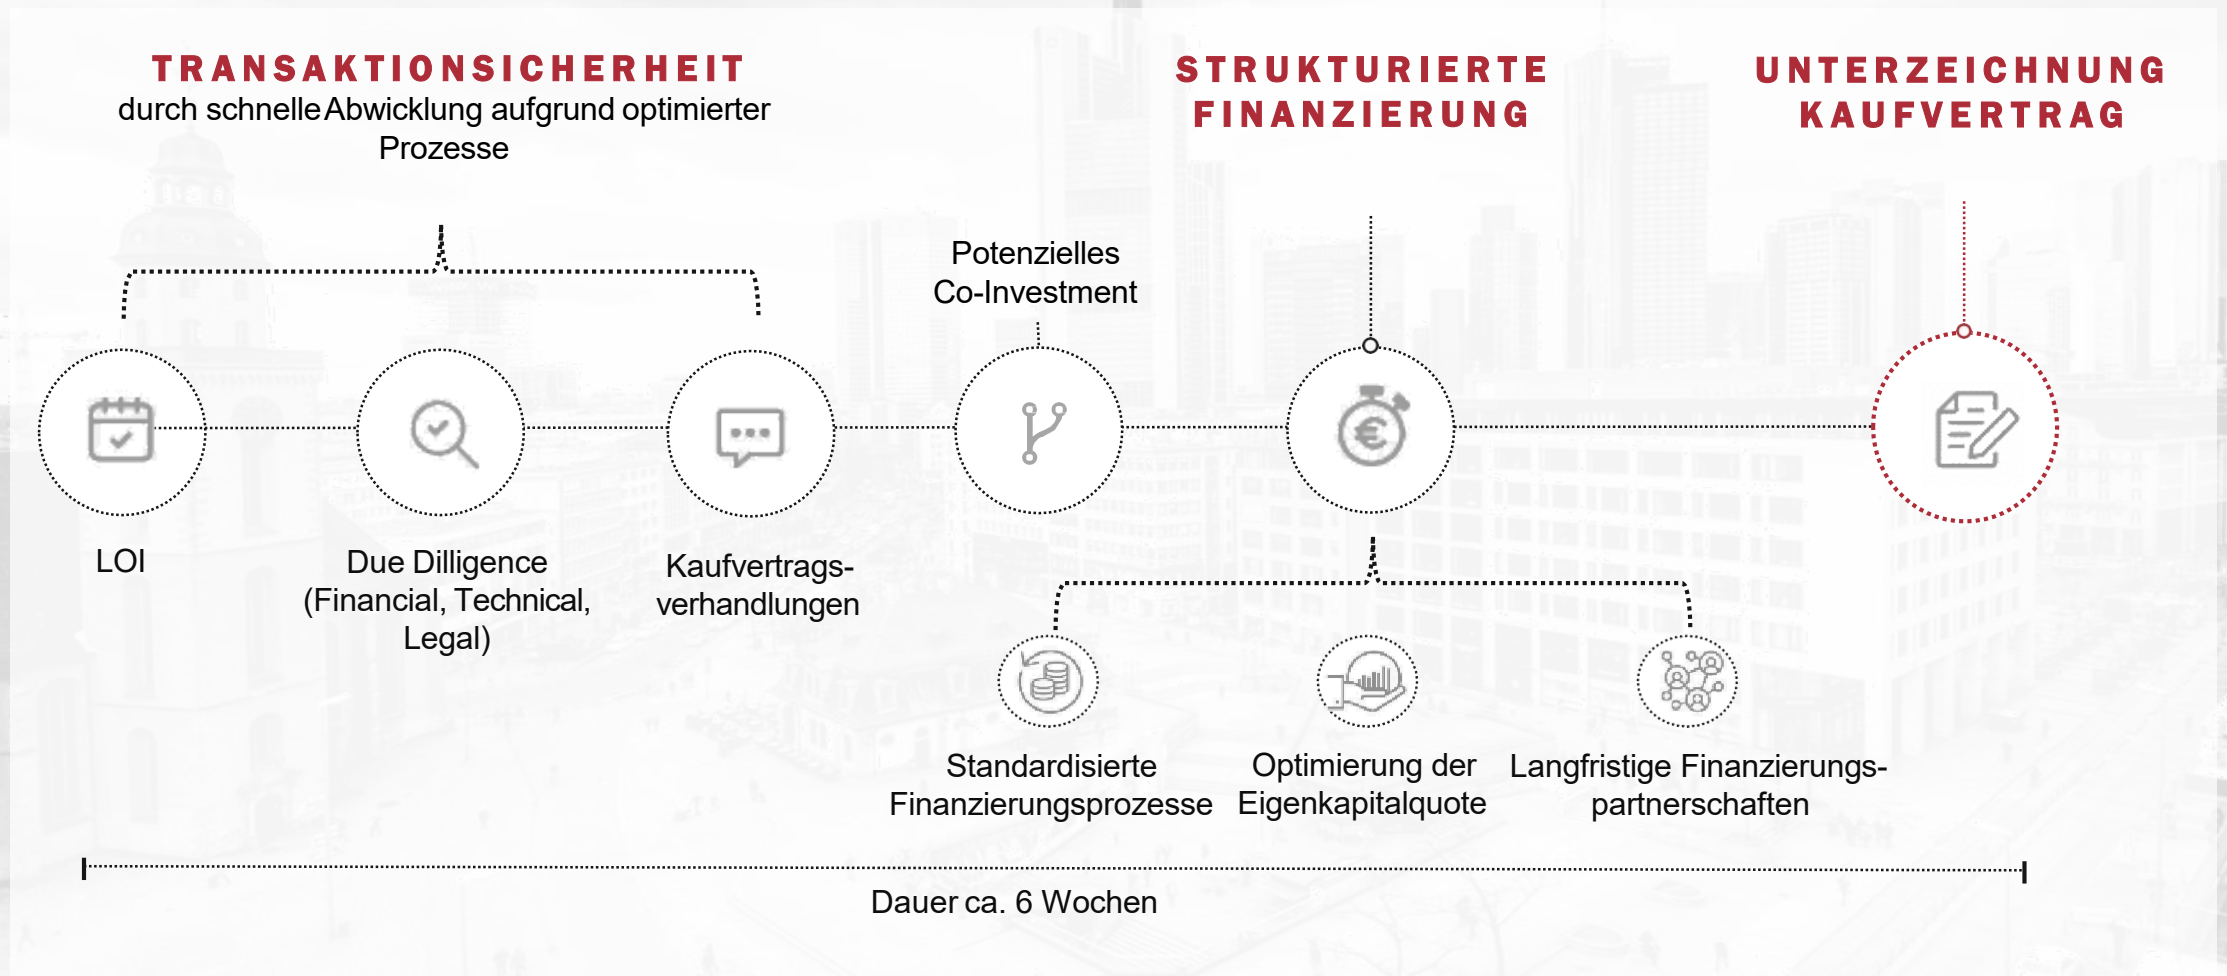 TRANSAKTIONSICHERHEIT
durch schnelle Abwicklung aufgrund optimierter
Prozesse
STRUKTURIERTE
FINANZIERUNG
UNTERZEICHNUNG
KAUFVERTRAG
Potenzielles
Co-Investment
LOI
Due Dilligence
(Financial, Technical,
Legal)
Kaufvertrags-
verhandlungen
Standardisierte
Finanzierungsprozesse
Optimierung der
Eigenkapitalquote
Langfristige Finanzierungs-
partnerschaften
Dauer ca. 6 Wochen